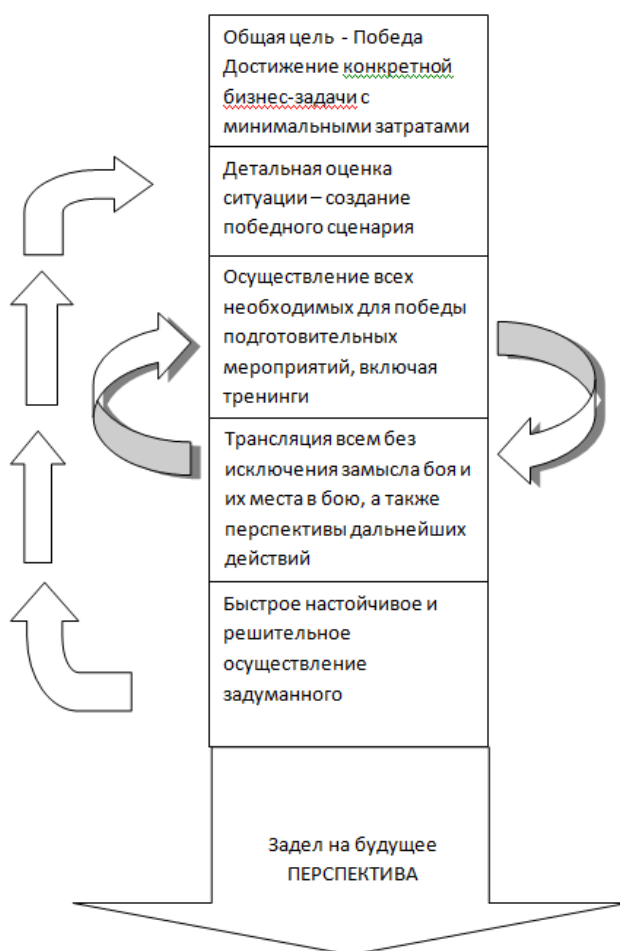 Общая цель - Победа
Достижение конкретной
бизнес-задачи с
минимальными затратами
Детальная оценка
ситуации – создание
победного сценария
Осуществление всех
необходимых для победы
подготовительных
мероприятий, включая
тренинги
Трансляция всем без
исключения замысла боя и
их места в бою, а также
перспективы дальнейших
действий
Быстрое настойчивое и
решительное
осуществление
задуманного
Задел на будущее
ПЕРСПЕКТИВА